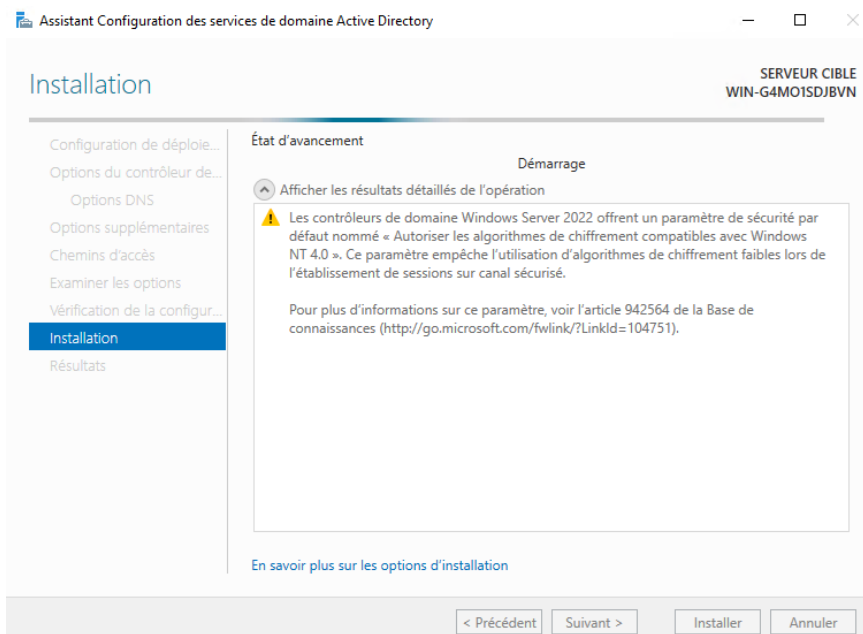 Assistant Configuration des services de domaine Active Directory
Installation
SERVEUR CIBLE
WIN-G4MO1SDJBVN
Configuration de déploie...
Options du contrôleur de...
Options DNS
Options supplémentaires
Chemins d'accès
Examiner les options
Vérification de la configur...
Installation
Résultats
État d'avancement
Démarrage
Afficher les résultats détaillés de l'opération
Les contrôleurs de domaine Windows Server 2022 offrent un paramètre de sécurité par
défaut nommé « Autoriser les algorithmes de chiffrement compatibles avec Windows
NT 4.0 ». Ce paramètre empêche l'utilisation d'algorithmes de chiffrement faibles lors de
l'établissement de sessions sur canal sécurisé.
Pour plus d'informations sur ce paramètre, voir l'article 942564 de la Base de
connaissances (http://go.microsoft.com/fwlink/?LinkId=104751).
En savoir plus sur les options d'installation
< Précédent
Suivant >
Installer
Annuler